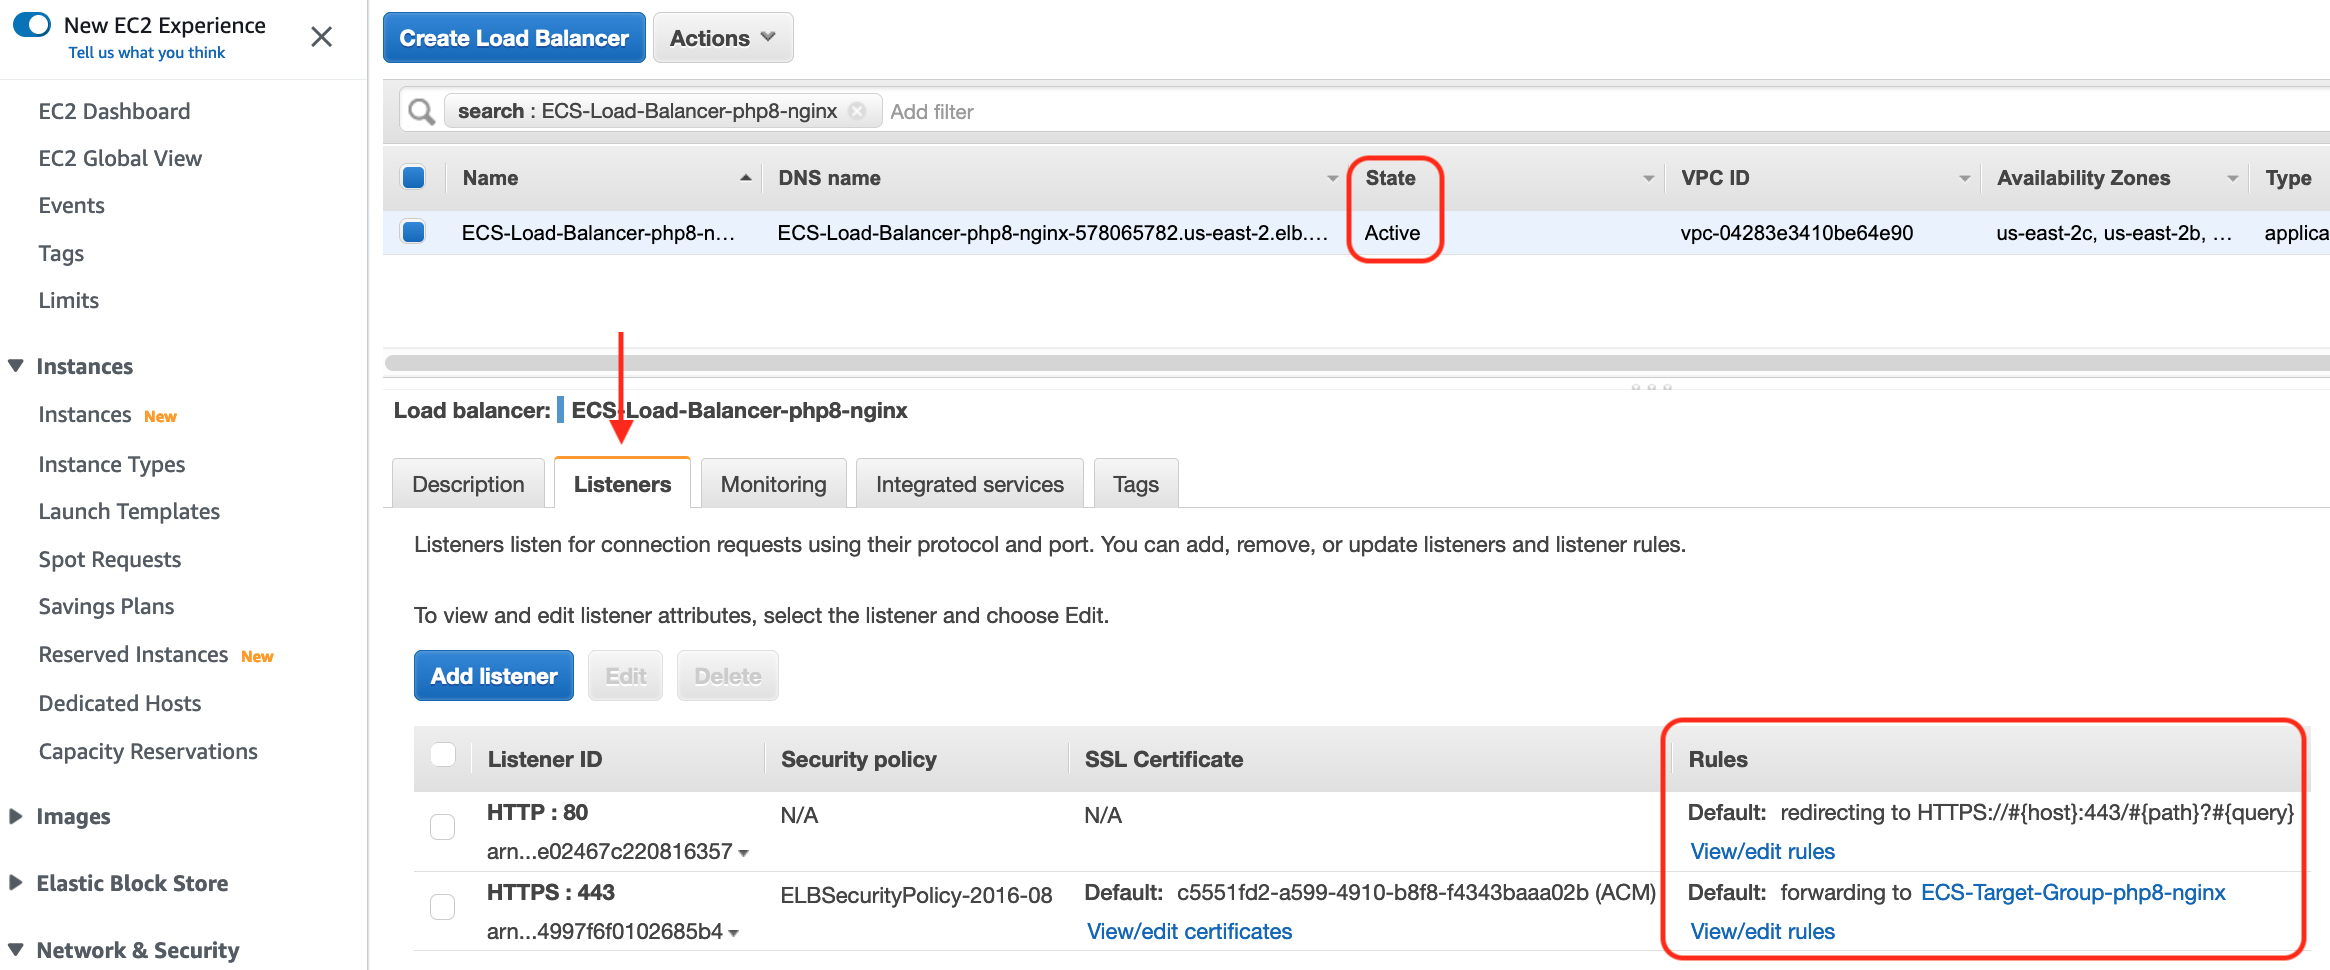 New EC2 Experience
Tell us what you think
EC2 Dashboard
EC2 Global View
Events
Tags
Limits
Instances
Instances New
Instance Types
Launch Templates
Spot Requests
Savings Plans
Reserved Instances New
Dedicated Hosts
Capacity Reservations
Images
Elastic Block Store
Network & Security
Create Load Balancer Actions
search : ECS-Load-Balancer-php8-nginx Add filter
Name DNS name State VPC ID Availability Zones Type
ECS-Load-Balancer-php8-n... ECS-Load-Balancer-php8-nginx-578065782.us-east-2.elb.... Active vpc-04283e3410be64e90 us-east-2c, us-east-2b, ... applica
Load balancer: ECS-Load-Balancer-php8-nginx
Description Listeners Monitoring Integrated services Tags
Listeners listen for connection requests using their protocol and port. You can add, remove, or update listeners and listener rules.
To view and edit listener attributes, select the listener and choose Edit.
Add listener Edit Delete
Listener ID Security policy SSL Certificate Rules
HTTP : 80 N/A N/A Default: redirecting to HTTPS://#{host}:443/#{path}?#{query}
arn...e02467c220816357 View/edit rules
HTTPS : 443 ELBSecurityPolicy-2016-08 Default: c5551fd2-a599-4910-b8f8-f4343baaa02b (ACM) Default: forwarding to ECS-Target-Group-php8-nginx
arn...4997f6f0102685b4 View/edit certificates View/edit rules